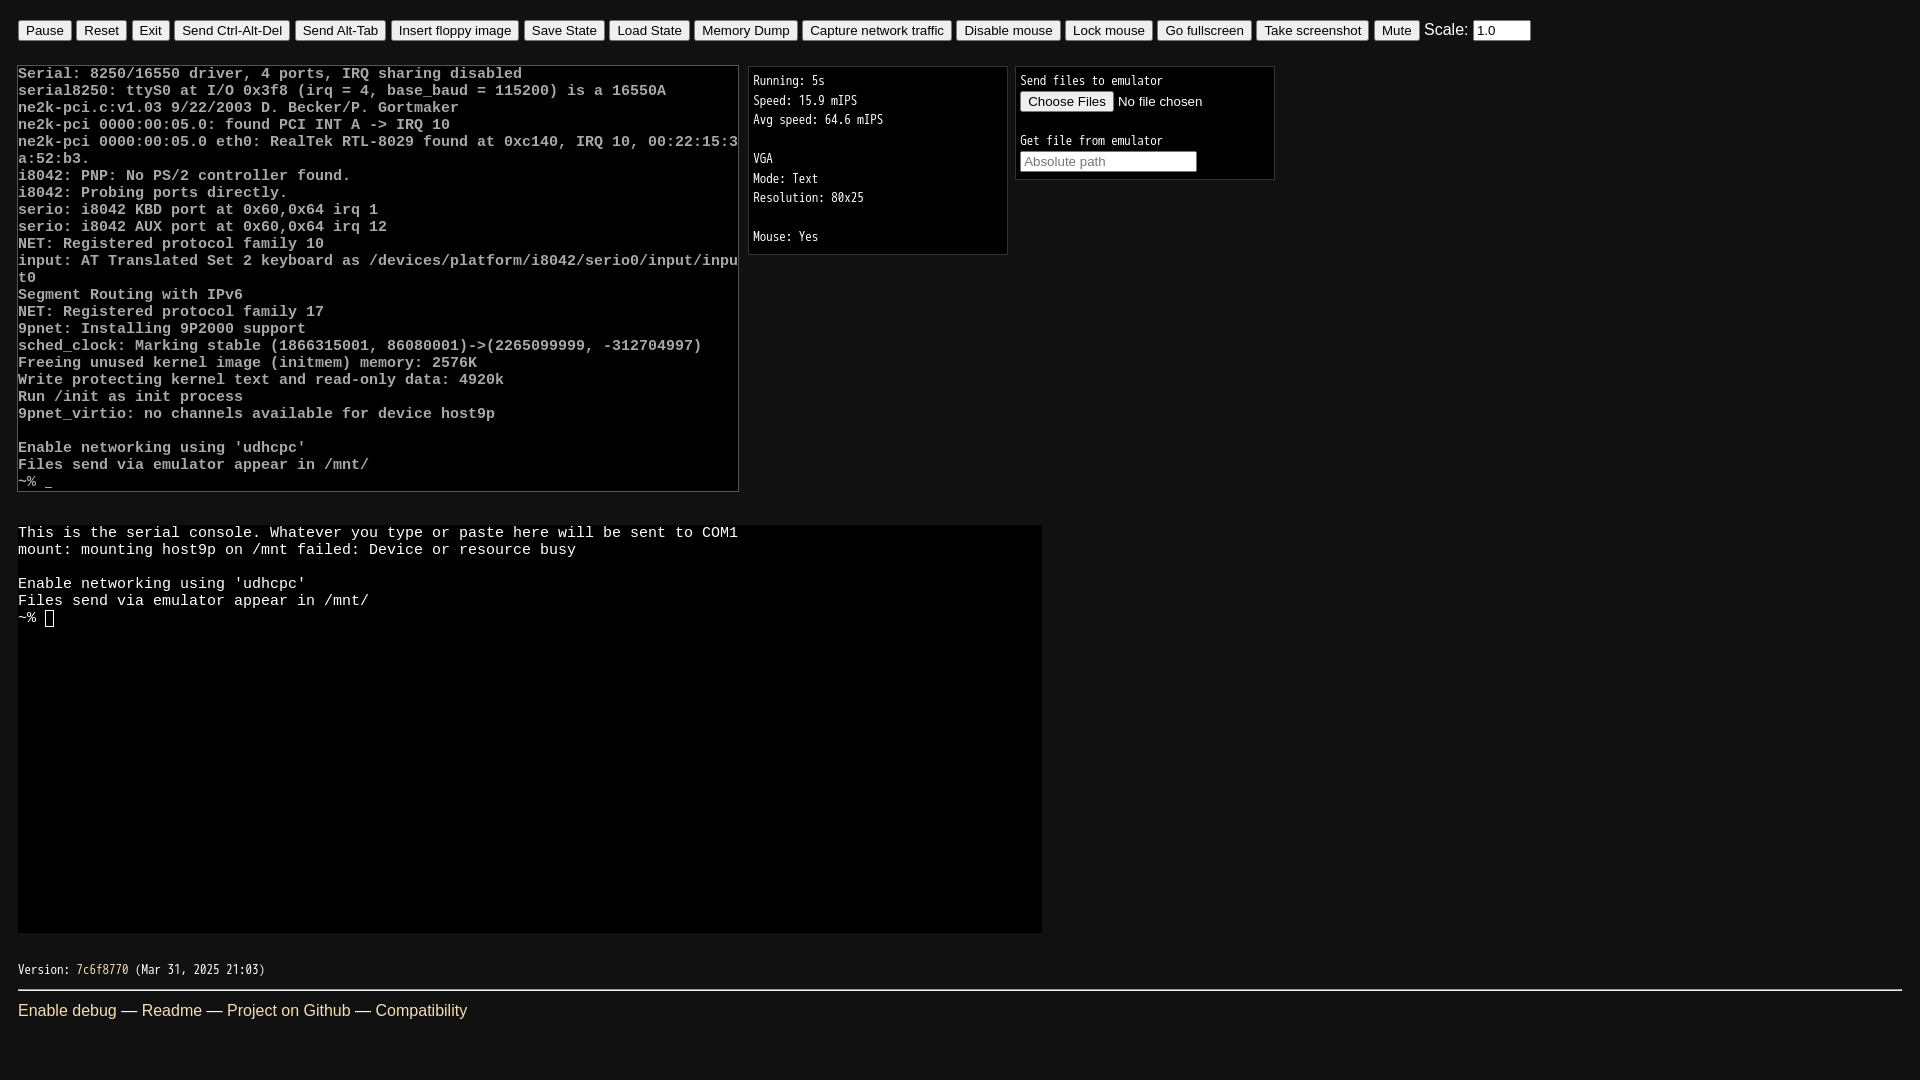 Pause Reset Exit Send Ctrl-Alt-Del Send Alt-Tab Insert floppy image Save State Load State Memory Dump Capture network traffic Disable mouse Lock mouse Go fullscreen Take screenshot Mute Scale: 1.0
Serial: 8250/16550 driver, 4 ports, IRQ sharing disabled
serial8250: ttyS0 at I/O 0x3f8 (irq = 4, base_baud = 115200) is a 16550A
ne2k-pci.c:v1.03 9/22/2003 D. Becker/P. Gortmaker
ne2k-pci 0000:00:05.0: found PCI INT A -> IRQ 10
ne2k-pci 0000:00:05.0 eth0: RealTek RTL-8029 found at 0xc140, IRQ 10, 00:22:15:3
a:52:b3.
i8042: PNP: No PS/2 controller found.
i8042: Probing ports directly.
serio: i8042 KBD port at 0x60,0x64 irq 1
serio: i8042 AUX port at 0x60,0x64 irq 12
NET: Registered protocol family 10
input: AT Translated Set 2 keyboard as /devices/platform/i8042/serio0/input/inpu
t0
Segment Routing with IPv6
NET: Registered protocol family 17
9pnet: Installing 9P2000 support
sched_clock: Marking stable (1866315001, 86080001)->(2265099999, -312704997)
Freeing unused kernel image (initmem) memory: 2576K
Write protecting kernel text and read-only data: 4920k
Run /init as init process
9pnet_virtio: no channels available for device host9p
Enable networking using 'udhcpc'
Files send via emulator appear in /mnt/
~% _
Running: 5s
Speed: 15.9 mIPS
Avg speed: 64.6 mIPS
VGA
Mode: Text
Resolution: 80x25
Mouse: Yes
Send files to emulator
Choose Files No file chosen
Get file from emulator
Absolute path
This is the serial console. Whatever you type or paste here will be sent to COM1
mount: mounting host9p on /mnt failed: Device or resource busy
Enable networking using 'udhcpc'
Files send via emulator appear in /mnt/
~%
Version: 7c6f8770 (Mar 31, 2025 21:03)
Enable debug — Readme — Project on Github — Compatibility